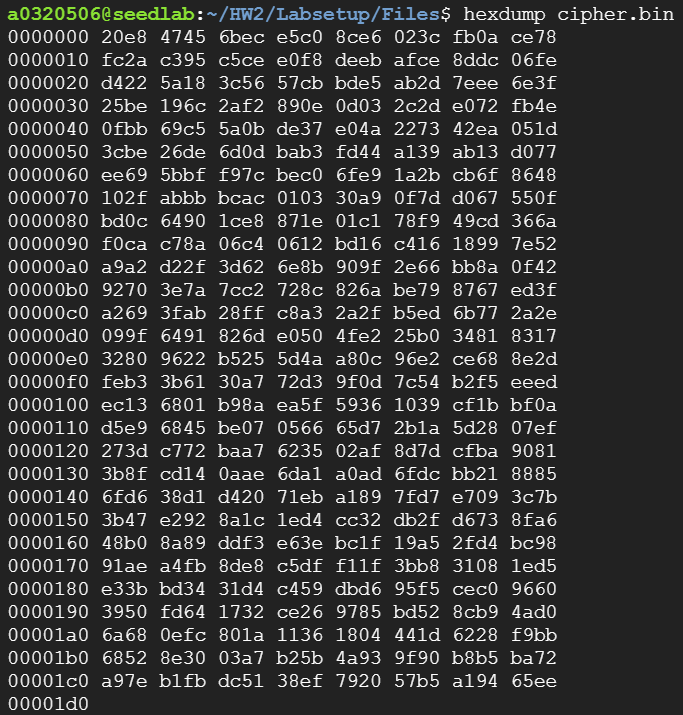 a0320506@seedlab:~/HW2/Labsetup/Files$ hexdump cipher.bin
0000000 20e8 4745 6bec e5c0 8ce6 023c fb0a ce78
0000010 fc2a c395 c5ce e0f8 deeb afce 8ddc 06fe
0000020 d422 5a18 3c56 57cb bde5 ab2d 7eee 6e3f
0000030 25be 196c 2af2 890e 0d03 2c2d e072 fb4e
0000040 0fbb 69c5 5a0b de37 e04a 2273 42ea 051d
0000050 3cbe 26de 6d0d bab3 fd44 a139 ab13 d077
0000060 ee69 5bbf f97c bec0 6fe9 1a2b cb6f 8648
0000070 102f abbb bcac 0103 30a9 0f7d d067 550f
0000080 bd0c 6490 1ce8 871e 01c1 78f9 49cd 366a
0000090 f0ca c78a 06c4 0612 bd16 c416 1899 7e52
00000a0 a9a2 d22f 3d62 6e8b 909f 2e66 bb8a 0f42
00000b0 9270 3e7a 7cc2 728c 826a be79 8767 ed3f
00000c0 a269 3fab 28ff c8a3 2a2f b5ed 6b77 2a2e
00000d0 099f 6491 826d e050 4fe2 25b0 3481 8317
00000e0 3280 9622 b525 5d4a a80c 96e2 ce68 8e2d
00000f0 feb3 3b61 30a7 72d3 9f0d 7c54 b2f5 eeed
0000100 ec13 6801 b98a ea5f 5936 1039 cf1b bf0a
0000110 d5e9 6845 be07 0566 65d7 2b1a 5d28 07ef
0000120 273d c772 baa7 6235 02af 8d7d cfba 9081
0000130 3b8f cd14 0aae 6da1 a0ad 6fdc bb21 8885
0000140 6fd6 38d1 d420 71eb a189 7fd7 e709 3c7b
0000150 3b47 e292 8a1c 1ed4 cc32 db2f d673 8fa6
0000160 48b0 8a89 ddf3 e63e bc1f 19a5 2fd4 bc98
0000170 91ae a4fb 8de8 c5df f11f 3bb8 3108 1ed5
0000180 e33b bd34 31d4 c459 dbd6 95f5 cec0 9660
0000190 3950 fd64 1732 ce26 9785 bd52 8cb9 4ad0
00001a0 6a68 0efc 801a 1136 1804 441d 6228 f9bb
00001b0 6852 8e30 03a7 b25b 4a93 9f90 b8b5 ba72
00001c0 a97e b1fb dc51 38ef 7920 57b5 a194 65ee
00001d0